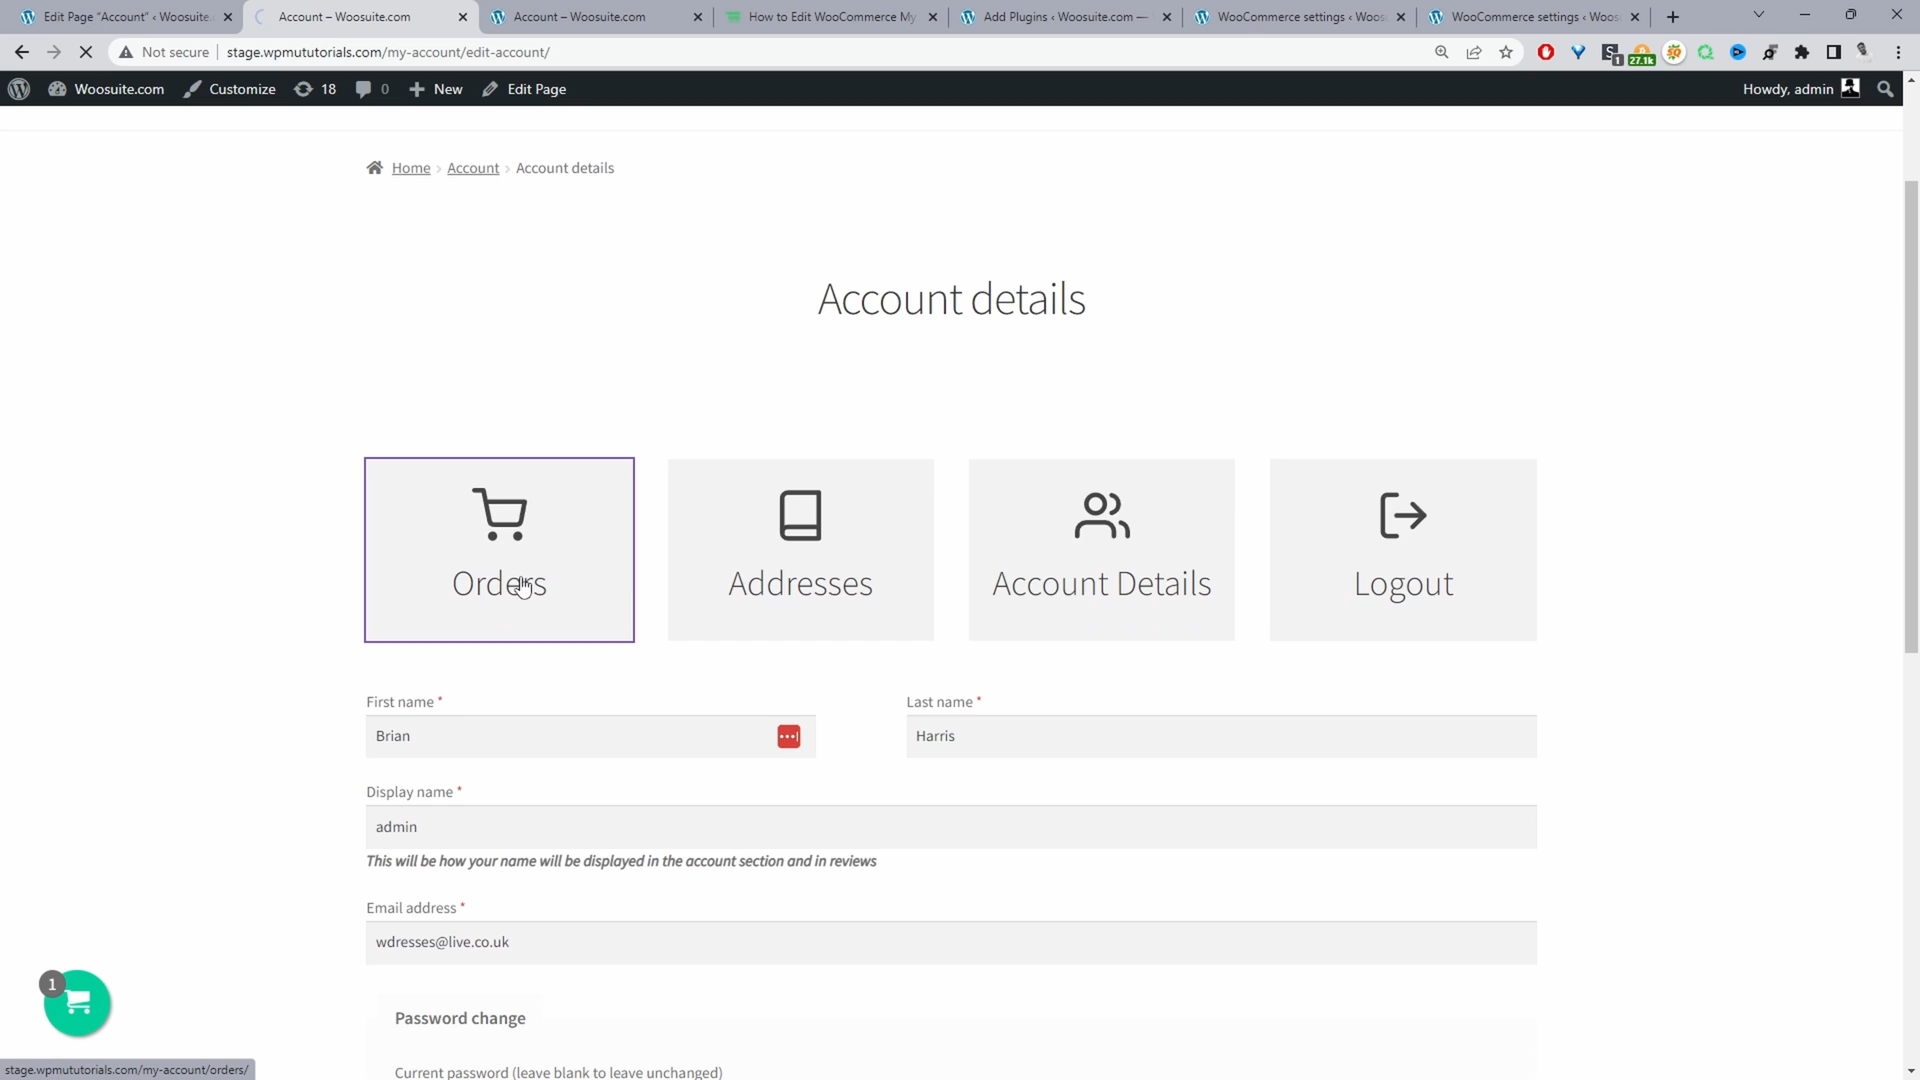 Edit Page "Account" ‹ Woosuite.
Account – Woosuite.com
Account – Woosuite.com
How to Edit WooCommerce My
Add Plugins ‹ Woosuite.com —
WooCommerce settings ‹ Woos
WooCommerce settings ‹ Woos
Not secure
stage.wpmututorials.com/my-account/edit-account/
1
27.1k
Woosuite.com
Customize
18
0
New
Edit Page
Howdy, admin
Home › Account › Account details
Account details
Orders
Addresses
Account Details
Logout
First name *
Last name *
Brian
Harris
Display name *
admin
This will be how your name will be displayed in the account section and in reviews
Email address *
wdresses@live.co.uk
1
Password change
Current password (leave blank to leave unchanged)
stage.wpmututorials.com/my-account/orders/